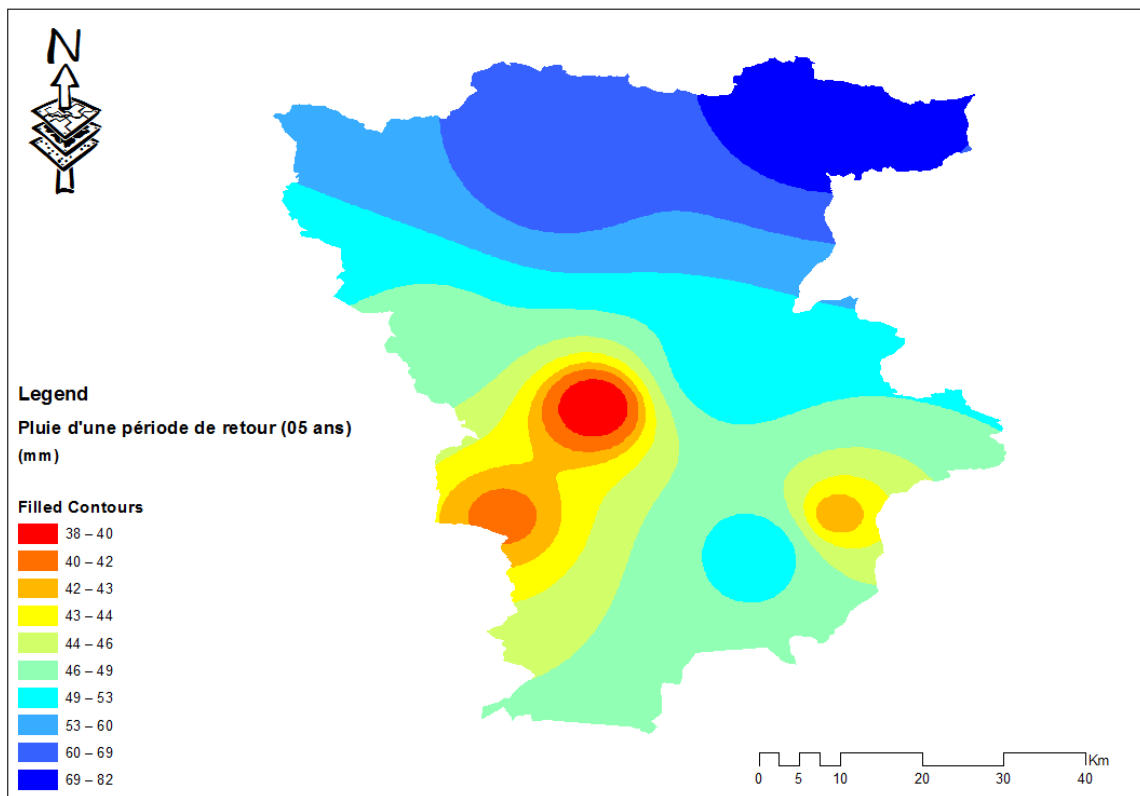 N
Legend
Pluie d'une période de retour (05 ans)
(mm)
Filled Contours
38 – 40
40 – 42
42 – 43
43 – 44
44 – 46
46 – 49
49 – 53
53 – 60
60 – 69
69 – 82
Km
0 5 10 20 30 40